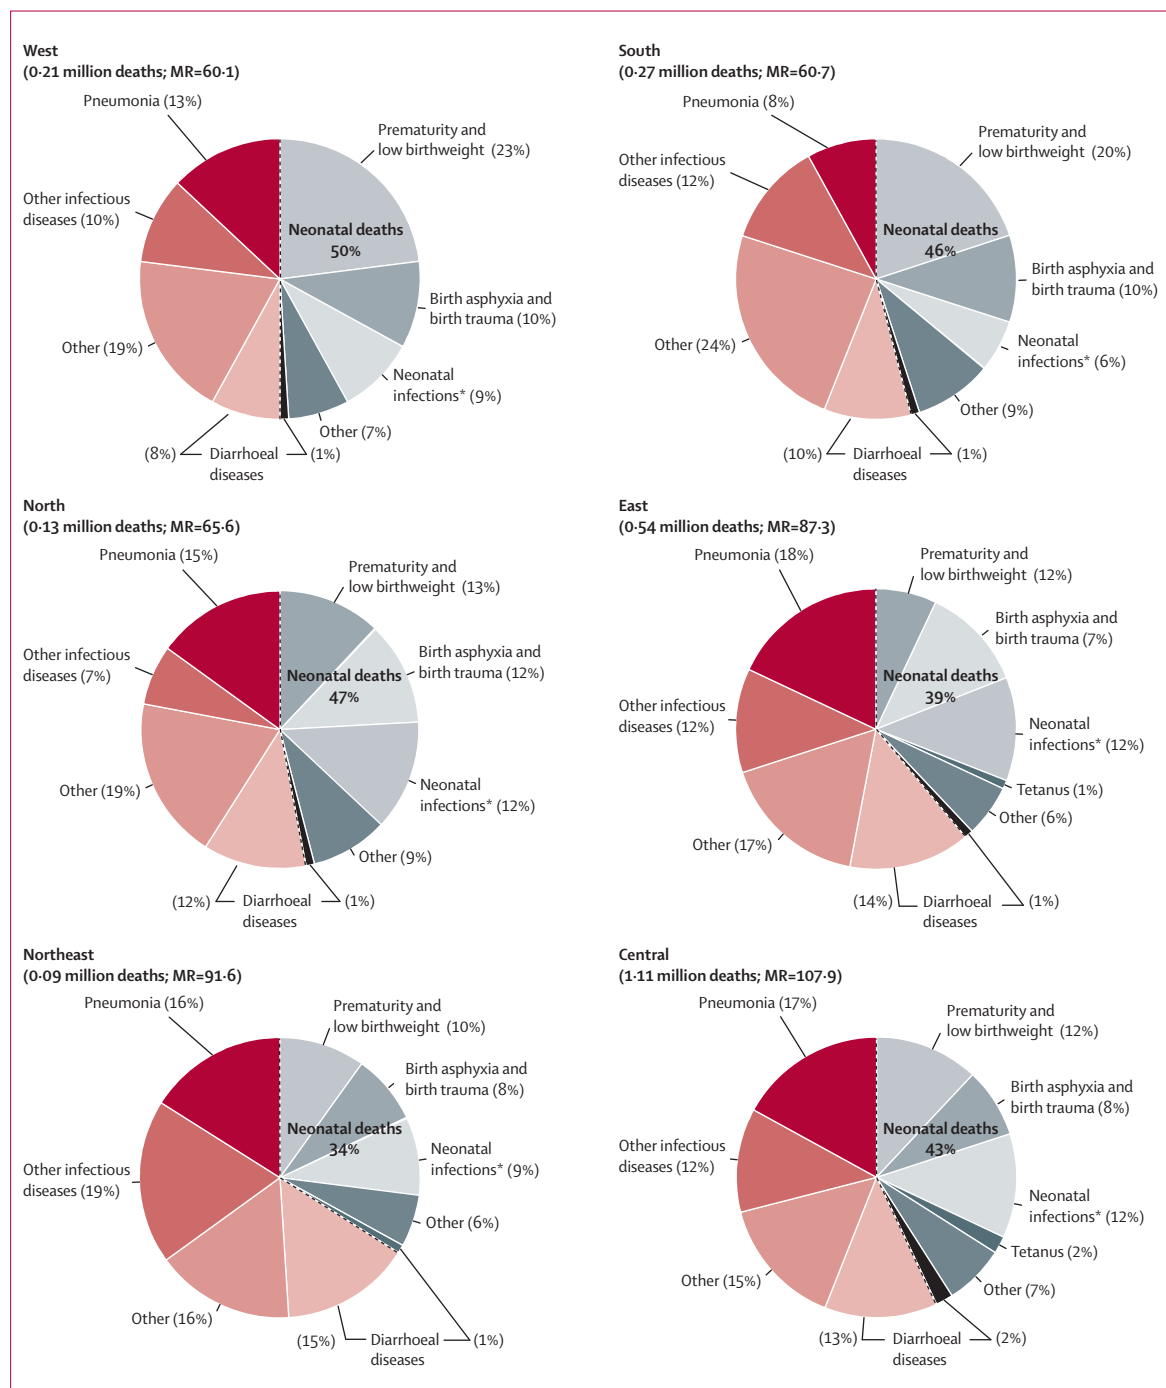 West
(0·21 million deaths; MR=60·1)
Pneumonia (13%)
Prematurity and
low birthweight (23%)
Other infectious
diseases (10%)
Neonatal deaths
50%
Birth asphyxia and
birth trauma (10%)
Other (19%)
Neonatal
infections* (9%)
Other (7%)
(8%)
Diarrhoeal
diseases
(1%)
South
(0·27 million deaths; MR=60·7)
Pneumonia (8%)
Prematurity and
low birthweight (20%)
Other infectious
diseases (12%)
Neonatal deaths
46%
Birth asphyxia and
birth trauma (10%)
Other (24%)
Neonatal
infections* (6%)
Other (9%)
(10%)
Diarrhoeal
diseases
(1%)
North
(0·13 million deaths; MR=65·6)
Pneumonia (15%)
Prematurity and
low birthweight (13%)
Other infectious
diseases (7%)
Birth asphyxia and
birth trauma (12%)
Neonatal deaths
47%
Other (19%)
Neonatal
infections* (12%)
Other (9%)
(12%)
Diarrhoeal
diseases
(1%)
East
(0·54 million deaths; MR=87·3)
Pneumonia (18%)
Prematurity and
low birthweight (12%)
Birth asphyxia and
birth trauma (7%)
Neonatal deaths
39%
Other infectious
diseases (12%)
Neonatal
infections* (12%)
Tetanus (1%)
Other (6%)
Other (17%)
(14%)
Diarrhoeal
diseases
(1%)
Northeast
(0·09 million deaths; MR=91·6)
Pneumonia (16%)
Prematurity and
low birthweight (10%)
Birth asphyxia and
birth trauma (8%)
Neonatal deaths
34%
Other infectious
diseases (19%)
Neonatal
infections* (9%)
Other (6%)
Other (16%)
(15%)
Diarrhoeal
diseases
(1%)
Central
(1·11 million deaths; MR=107·9)
Pneumonia (17%)
Prematurity and
low birthweight (12%)
Birth asphyxia and
birth trauma (8%)
Neonatal deaths
43%
Other infectious
diseases (12%)
Neonatal
infections* (12%)
Tetanus (2%)
Other (15%)
Other (7%)
(13%)
Diarrhoeal
diseases
(2%)